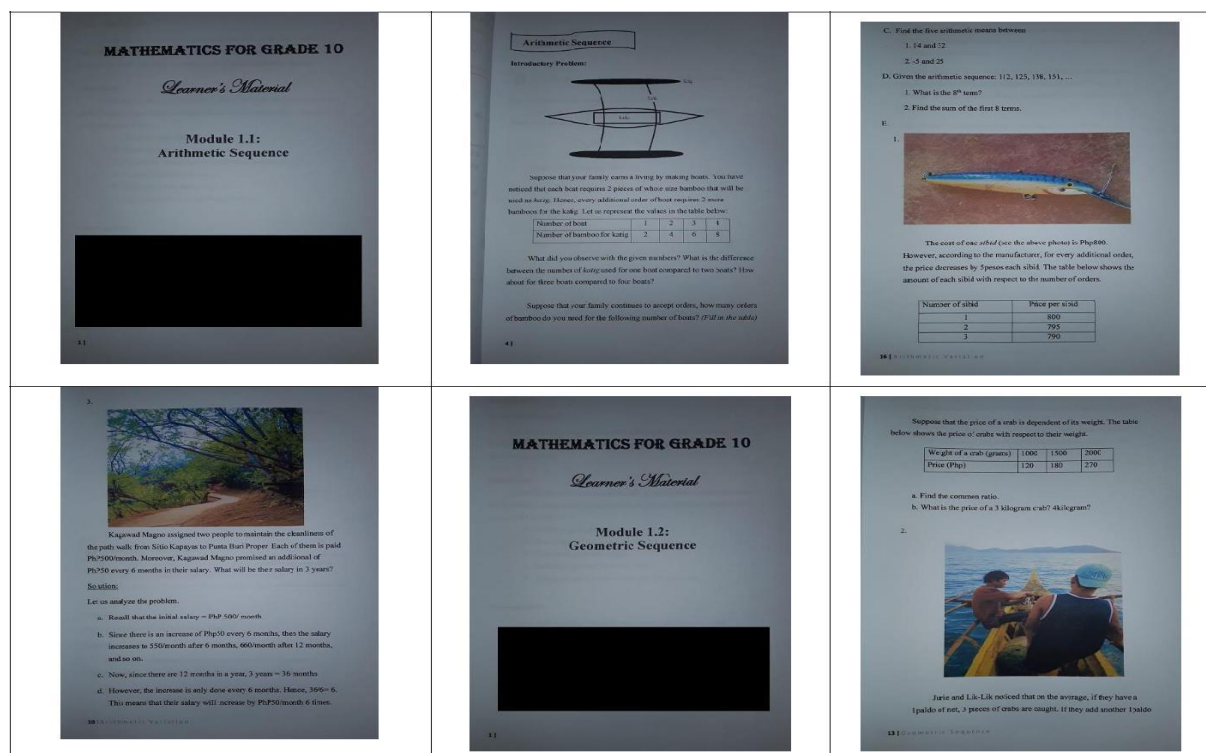 MATHEMATICS FOR GRADE 10
Learner's Material
Module 1.1:
Arithmetic Sequence
3 |
Arithmetic Sequence
Introductory Problem:
Suppose that your family earns a living by making boats. You have
noticed that each boat requires 2 pieces of whole size bamboo that will be
used as katig. Hence, every additional order of boat requires 2 more
bamboos for the katig. Let us represent the values in the table below:
Number of boat 1 2 3 4
Number of bamboo for katig 2 4 6 8
What did you observe with the given numbers? What is the difference
between the number of katig used for one boat compared to two boats? How
about for three boats compared to four boats?
Suppose that your family continues to accept orders, how many orders
of bamboo do you need for the following number of boats? (Fill in the table)
4 |
C. Find the five arithmetic means between
1. 14 and 32
2. -5 and 25
D. Given the arithmetic sequence: 112, 125, 138, 151, ...
1. What is the 8th term?
2. Find the sum of the first 8 terms.
E.
1.
The cost of one sibid (see the above photo) is Php800.
However, according to the manufacturer, for every additional order,
the price decreases by 5pesos each sibid. The table below shows the
amount of each sibid with respect to the number of orders.
Number of sibid Price per sibid
1 800
2 795
3 790
16 | Arithmetic Variation
3.
Kagawad Magno assigned two people to maintain the cleanliness of
the path walk from Sitio Kapayas to Punta Buri Proper. Each of them is paid
PhP500/month. Moreover, Kagawad Magno promised an additional of
PhP50 every 6 months in their salary. What will be their salary in 3 years?
Solution:
Let us analyze the problem.
a. Recall that the initial salary = PhP 500/ month
b. Since there is an increase of Php50 every 6 months, then the salary
increases to 550/month after 6 months, 660/month after 12 months,
and so on.
c. Now, since there are 12 months in a year, 3 years = 36 months
d. However, the increase is only done every 6 months. Hence, 36/6= 6.
This means that their salary will increase by PhP50/month 6 times.
10 | Arithmetic Variation
MATHEMATICS FOR GRADE 10
Learner's Material
Module 1.2:
Geometric Sequence
3 |
Suppose that the price of a crab is dependent of its weight. The table
below shows the price of crabs with respect to their weight.
Weight of a crab (grams) 1000 1500 2000
Price (Php) 120 180 270
a. Find the common ratio.
b. What is the price of a 3 kilogram crab? 4kilogram?
2.
Jurie and Lik-Lik noticed that on the average, if they have a
1paldo of net, 3 pieces of crabs are caught. If they add another 1paldo
13 | Geometric Sequence